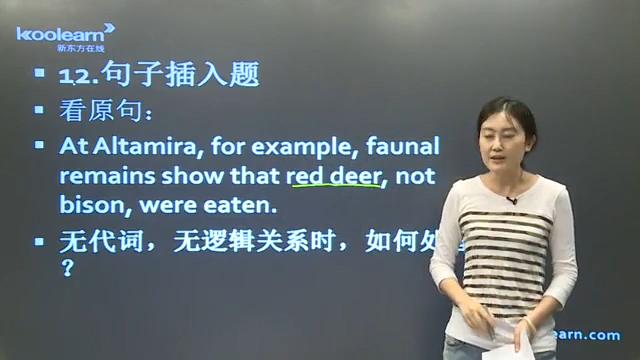 koolearn
新东方在线
12.句子插入题
看原句：
At Altamira, for example, faunal
remains show that red deer, not
bison, were eaten.
无代词，无逻辑关系时，如何处
？
earn.com